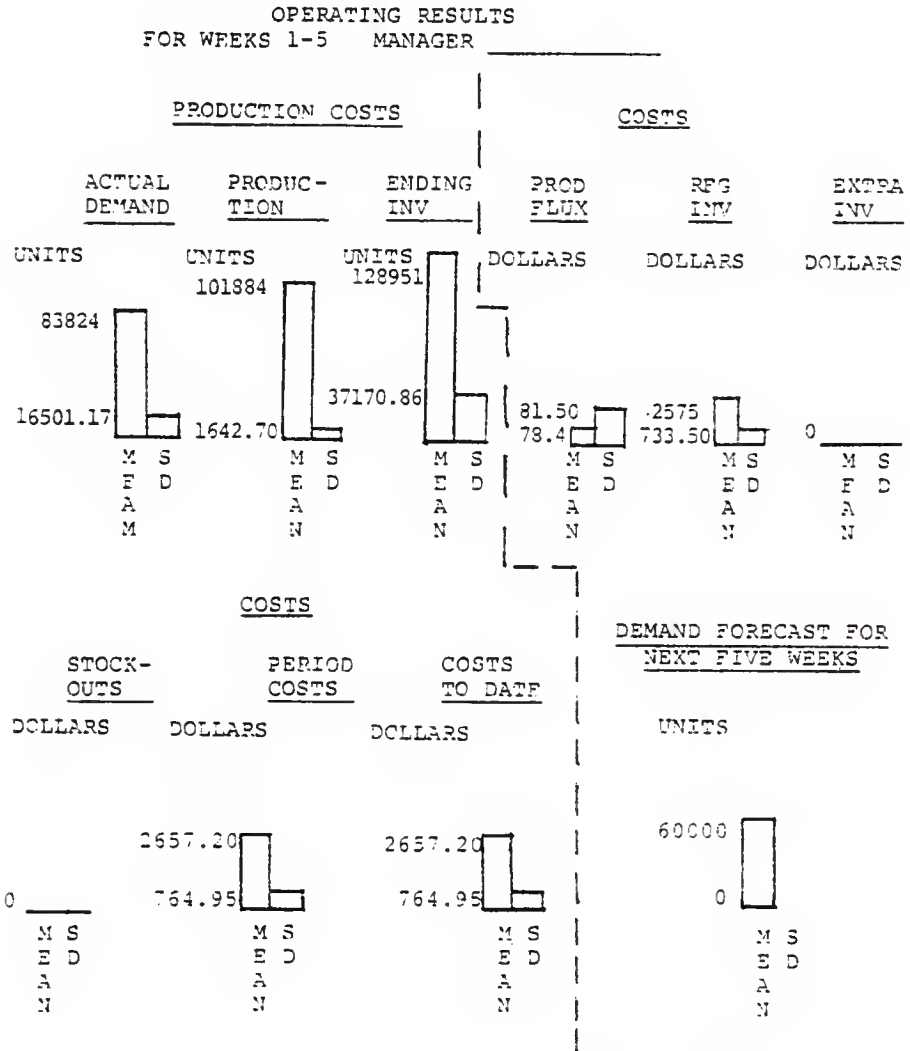 OPERATING RESULTS
FOR WEEKS 1-5 MANAGER
PRODUCTION COSTS
COSTS
ACTUAL DEMAND
PRODUC- TION
ENDING INV
PROD FLUX
RFG INV
EXTRA INV
UNITS
UNITS
UNITS
DOLLARS
DOLLARS
DOLLARS
83824
16501.17
101884
1642.70
128951
37170.86
81.50
78.4
2575
733.50
0
MEAM SD
MEAN SD
MEAN SD
MEAN SD
MEAN SD
MEAN SD
COSTS
STOCK- OUTS
PERIOD COSTS
COSTS TO DATE
DEMAND FORECAST FOR
NEXT FIVE WEEKS
DOLLARS
DOLLARS
DOLLARS
UNITS
0
2657.20
764.95
2657.20
764.95
60000
0
MEAN SD
MEAN SD
MEAN SD
MEAN SD